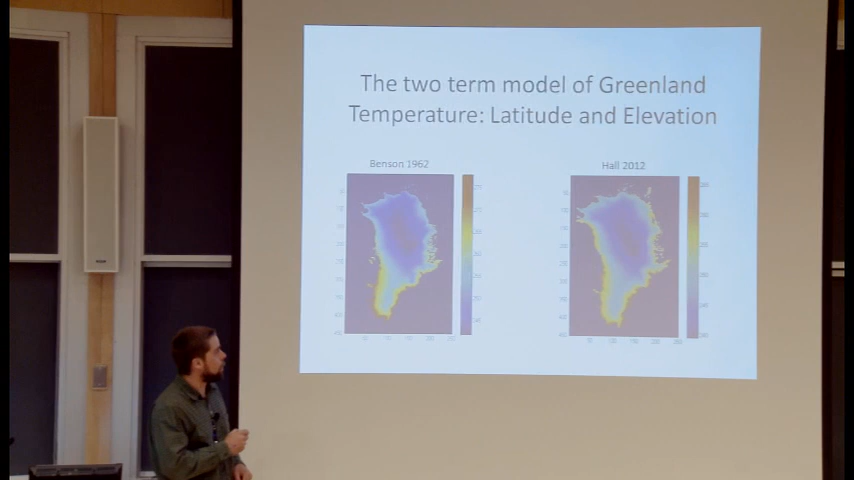 The two term model of Greenland
Temperature: Latitude and Elevation
Benson 1962
Hall 2012